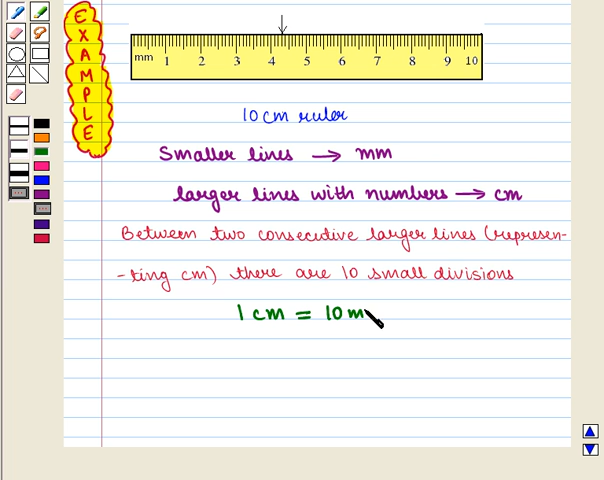 EXAMPLE
mm 1 2 3 4 5 6 7 8 9 10
10 cm ruler
Smaller lines → mm
larger lines with numbers → cm
Between two consecutive larger lines (represen-
-ting cm) there are 10 small divisions
1 cm = 10 m